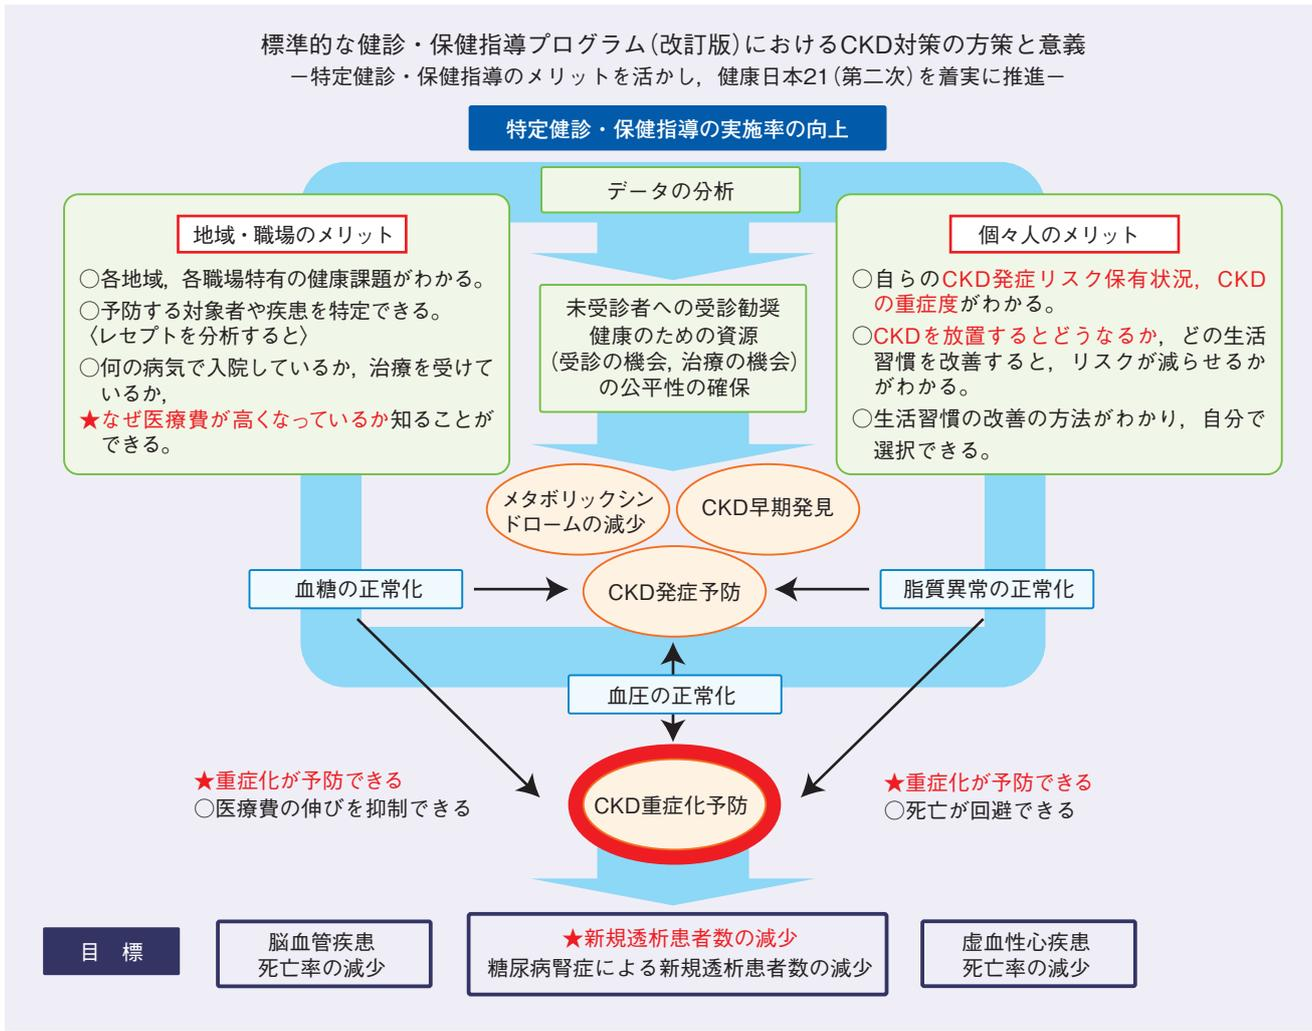 標準的な健診・保健指導プログラム（改訂版）におけるCKD対策の方策と意義
－特定健診・保健指導のメリットを活かし，健康日本21（第二次）を着実に推進－
特定健診・保健指導の実施率の向上
データの分析
地域・職場のメリット
○各地域，各職場特有の健康課題がわかる。
○予防する対象者や疾患を特定できる。
〈レセプトを分析すると〉
○何の病気で入院しているか，治療を受けて
いるか，
★なぜ医療費が高くなっているか知ることが
できる。
未受診者への受診勧奨
健康のための資源
（受診の機会，治療の機会）
の公平性の確保
個々人のメリット
○自らのCKD発症リスク保有状況，CKD
の重症度がわかる。
○CKDを放置するとどうなるか，どの生活
習慣を改善すると，リスクが減らせるか
がわかる。
○生活習慣の改善の方法がわかり，自分で
選択できる。
メタボリックシン
ドロームの減少
CKD早期発見
血糖の正常化
CKD発症予防
脂質異常の正常化
血圧の正常化
★重症化が予防できる
○医療費の伸びを抑制できる
CKD重症化予防
★重症化が予防できる
○死亡が回避できる
目　標
脳血管疾患
死亡率の減少
★新規透析患者数の減少
糖尿病腎症による新規透析患者数の減少
虚血性心疾患
死亡率の減少